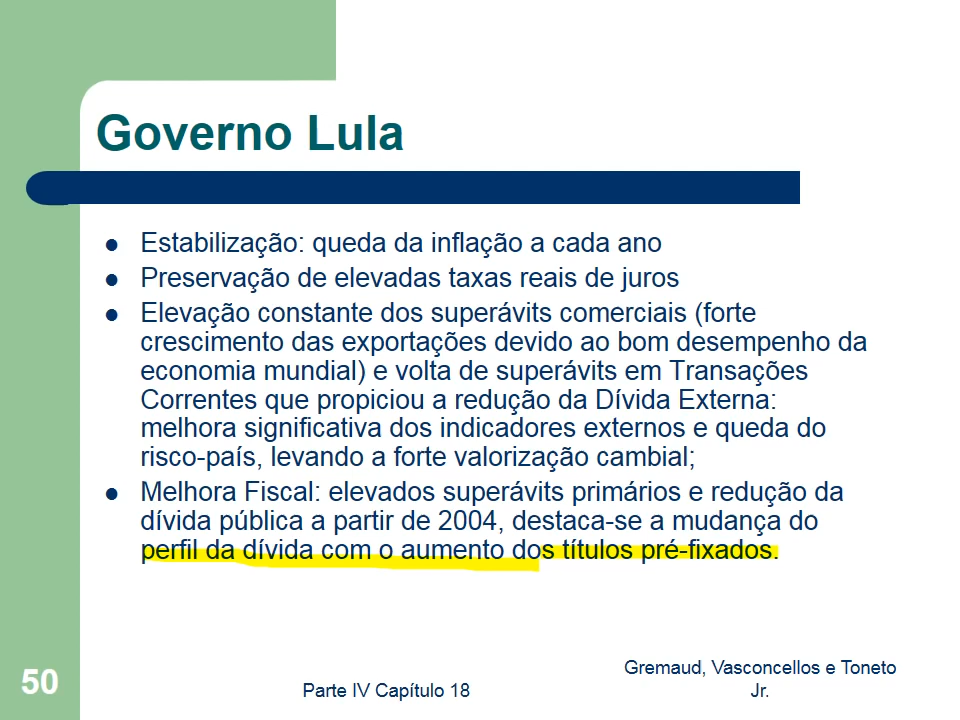 Governo Lula
Estabilização: queda da inflação a cada ano
Preservação de elevadas taxas reais de juros
Elevação constante dos superávits comerciais (forte
crescimento das exportações devido ao bom desempenho da
economia mundial) e volta de superávits em Transações
Correntes que propiciou a redução da Dívida Externa:
melhora significativa dos indicadores externos e queda do
risco-país, levando a forte valorização cambial;
Melhora Fiscal: elevados superávits primários e redução da
dívida pública a partir de 2004, destaca-se a mudança do
perfil da dívida com o aumento dos títulos pré-fixados.
50
Parte IV Capítulo 18
Gremaud, Vasconcellos e Toneto
Jr.